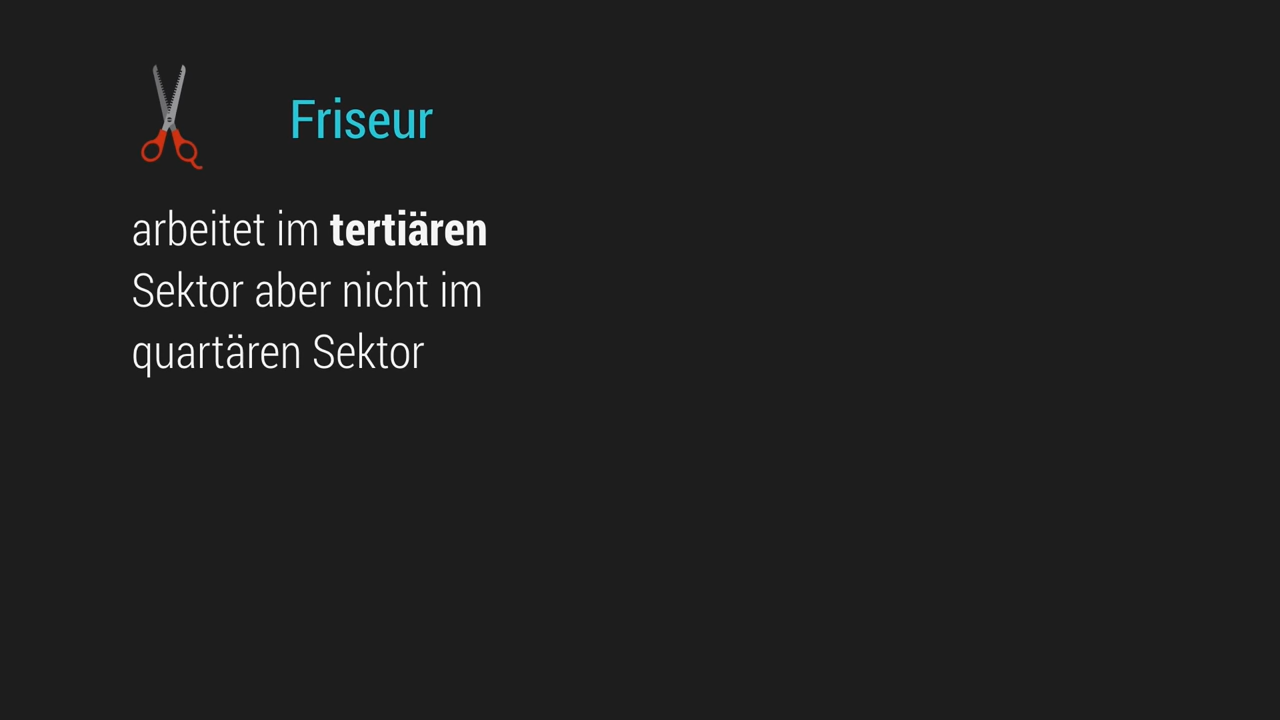 Friseur
arbeitet im tertiären
Sektor aber nicht im
quartären Sektor